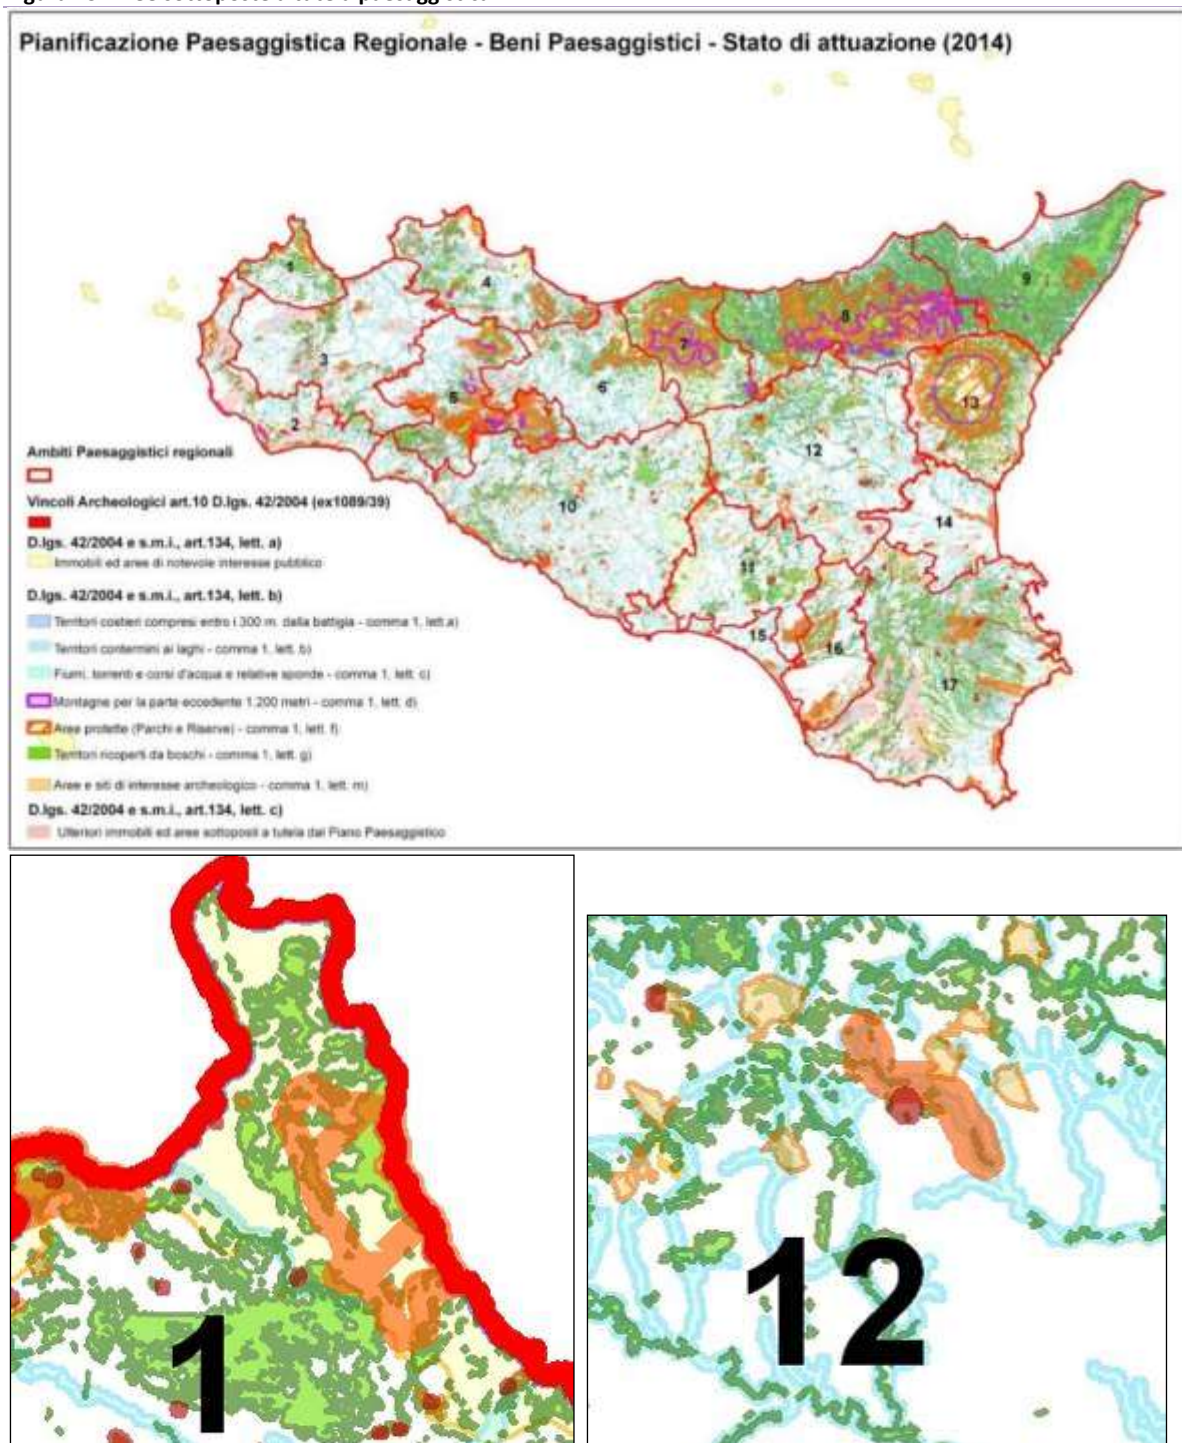 Pianificazione Paesaggistica Regionale - Beni Paesaggistici - Stato di attuazione (2014)
1
4
9
8
7
3
6
5
13
2
12
Ambiti Paesaggistici regionali
10
Vincoli Archeologici art.10 D.lgs. 42/2004 (ex1089/39)
14
D.lgs. 42/2004 e s.m.i., art.134, lett. a)
Immobili ed aree di notevole interesse pubblico
11
D.lgs. 42/2004 e s.m.i., art.134, lett. b)
Territori costieri compresi entro i 300 m. dalla battigia - comma 1, lett.a)
15
Territori contermini ai laghi - comma 1, lett. b)
16
Fiumi, torrenti e corsi d'acqua e relative sponde - comma 1, lett. c)
17
Montagne per la parte eccedente 1.200 metri - comma 1, lett. d)
Aree protette (Parchi e Riserve) - comma 1, lett. f)
Territori ricoperti da boschi - comma 1, lett. g)
Aree e siti di interesse archeologico - comma 1, lett. m)
D.lgs. 42/2004 e s.m.i., art.134, lett. c)
Ulteriori immobili ed aree sottoposti a tutela dal Piano Paesaggistico
1
12